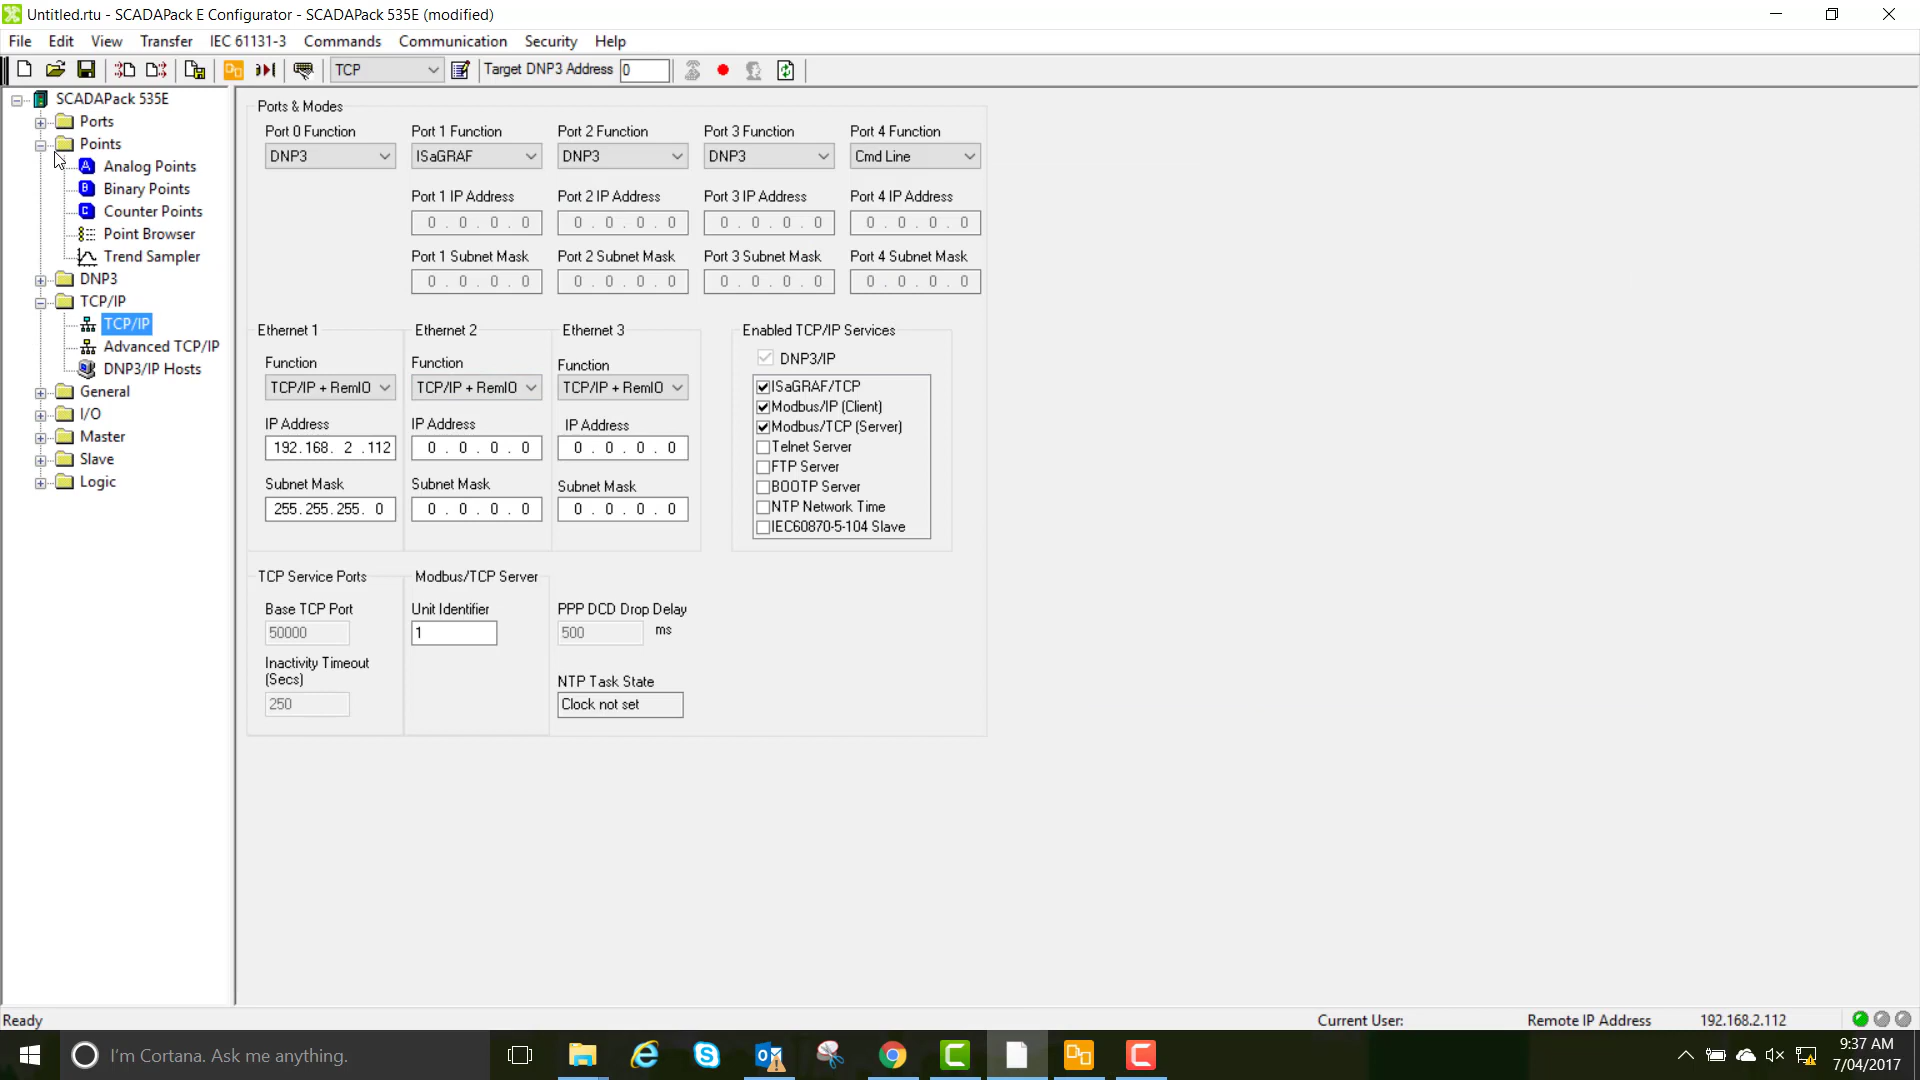 Untitled.rtu - SCADAPack E Configurator - SCADAPack 535E (modified)
File Edit View Transfer IEC 61131-3 Commands Communication Security Help
TCP Target DNP3 Address 0
SCADAPack 535E
Ports
Points
A Analog Points
B Binary Points
C Counter Points
Point Browser
Trend Sampler
DNP3
TCP/IP
TCP/IP
Advanced TCP/IP
DNP3/IP Hosts
General
I/O
Master
Slave
Logic
Ports & Modes
Port 0 Function Port 1 Function Port 2 Function Port 3 Function Port 4 Function
DNP3 ISaGRAF DNP3 DNP3 Cmd Line
Port 1 IP Address Port 2 IP Address Port 3 IP Address Port 4 IP Address
0 . 0 . 0 . 0 0 . 0 . 0 . 0 0 . 0 . 0 . 0 0 . 0 . 0 . 0
Port 1 Subnet Mask Port 2 Subnet Mask Port 3 Subnet Mask Port 4 Subnet Mask
0 . 0 . 0 . 0 0 . 0 . 0 . 0 0 . 0 . 0 . 0 0 . 0 . 0 . 0
Ethernet 1 Ethernet 2 Ethernet 3
Function Function Function
TCP/IP + RemIO TCP/IP + RemIO TCP/IP + RemIO
IP Address IP Address IP Address
192.168. 2 .112 0 . 0 . 0 . 0 0 . 0 . 0 . 0
Subnet Mask Subnet Mask Subnet Mask
255.255.255. 0 0 . 0 . 0 . 0 0 . 0 . 0 . 0
Enabled TCP/IP Services
DNP3/IP
ISaGRAF/TCP
Modbus/IP (Client)
Modbus/TCP (Server)
Telnet Server
FTP Server
BOOTP Server
NTP Network Time
IEC60870-5-104 Slave
TCP Service Ports
Base TCP Port
50000
Inactivity Timeout
(Secs)
250
Modbus/TCP Server
Unit Identifier
1
PPP DCD Drop Delay
500 ms
NTP Task State
Clock not set
Ready Current User: Remote IP Address 192.168.2.112
I'm Cortana. Ask me anything.
9:37 AM
7/04/2017